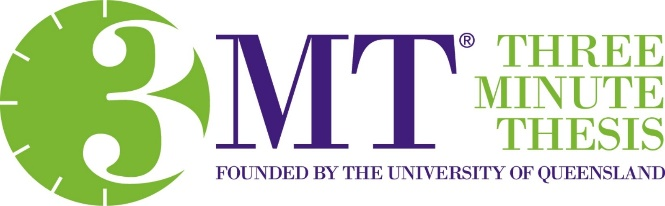 3MT®
THREE
MINUTE
THESIS
FOUNDED BY THE UNIVERSITY OF QUEENSLAND